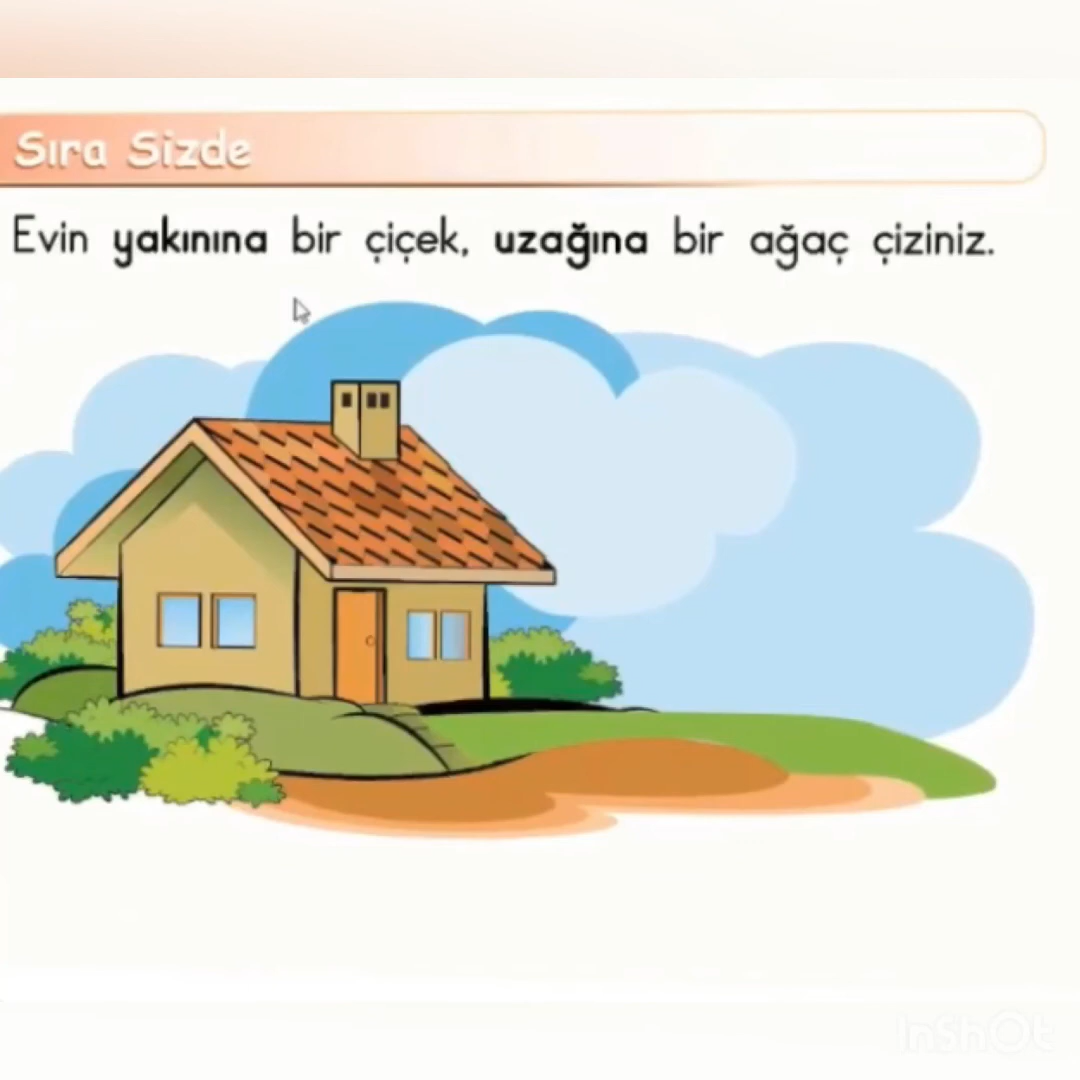 Sıra Sizde
Evin yakınına bir çiçek, uzağına bir ağaç çiziniz.
InShOt